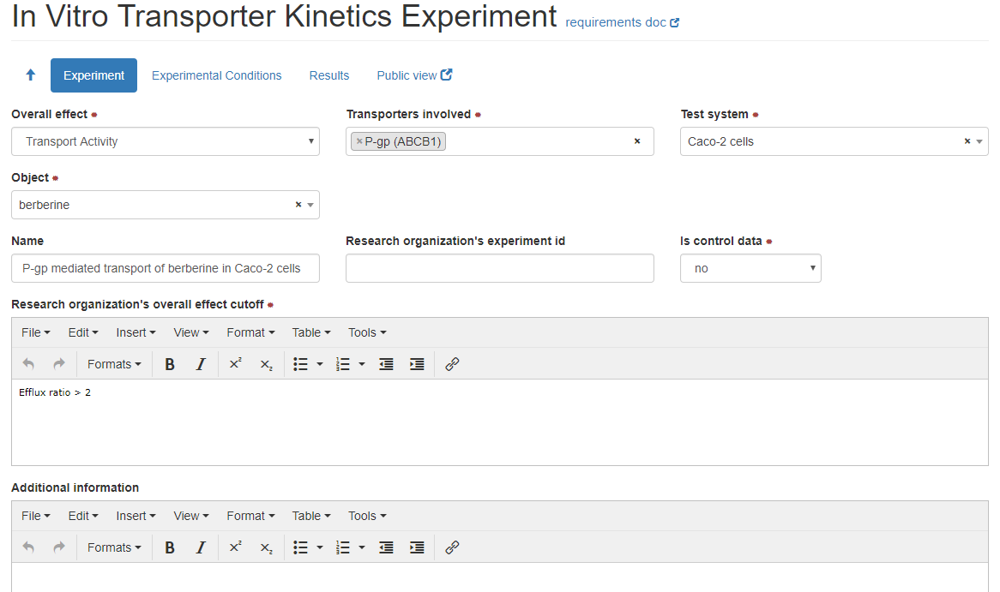 In Vitro Transporter Kinetics Experiment requirements doc
Experiment Experimental Conditions Results Public view
Overall effect * Transporters involved * Test system *
Transport Activity × P-gp (ABCB1) × Caco-2 cells ×
Object *
berberine ×
Name Research organization's experiment id Is control data *
P-gp mediated transport of berberine in Caco-2 cells no
Research organization's overall effect cutoff *
File Edit Insert View Format Table Tools
Formats B I x² x₂
Efflux ratio > 2
Additional information
File Edit Insert View Format Table Tools
Formats B I x² x₂